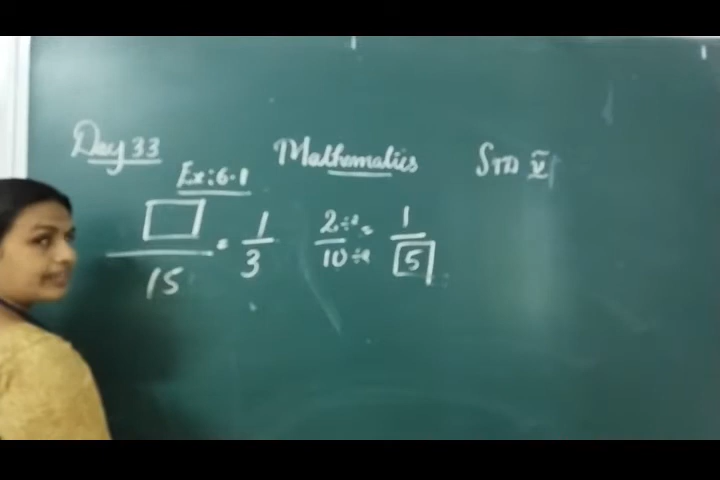 Day 33 Mathematics STD V
Ex:6.1
□/15 = 1/3 2÷2/10÷2 = 1/5